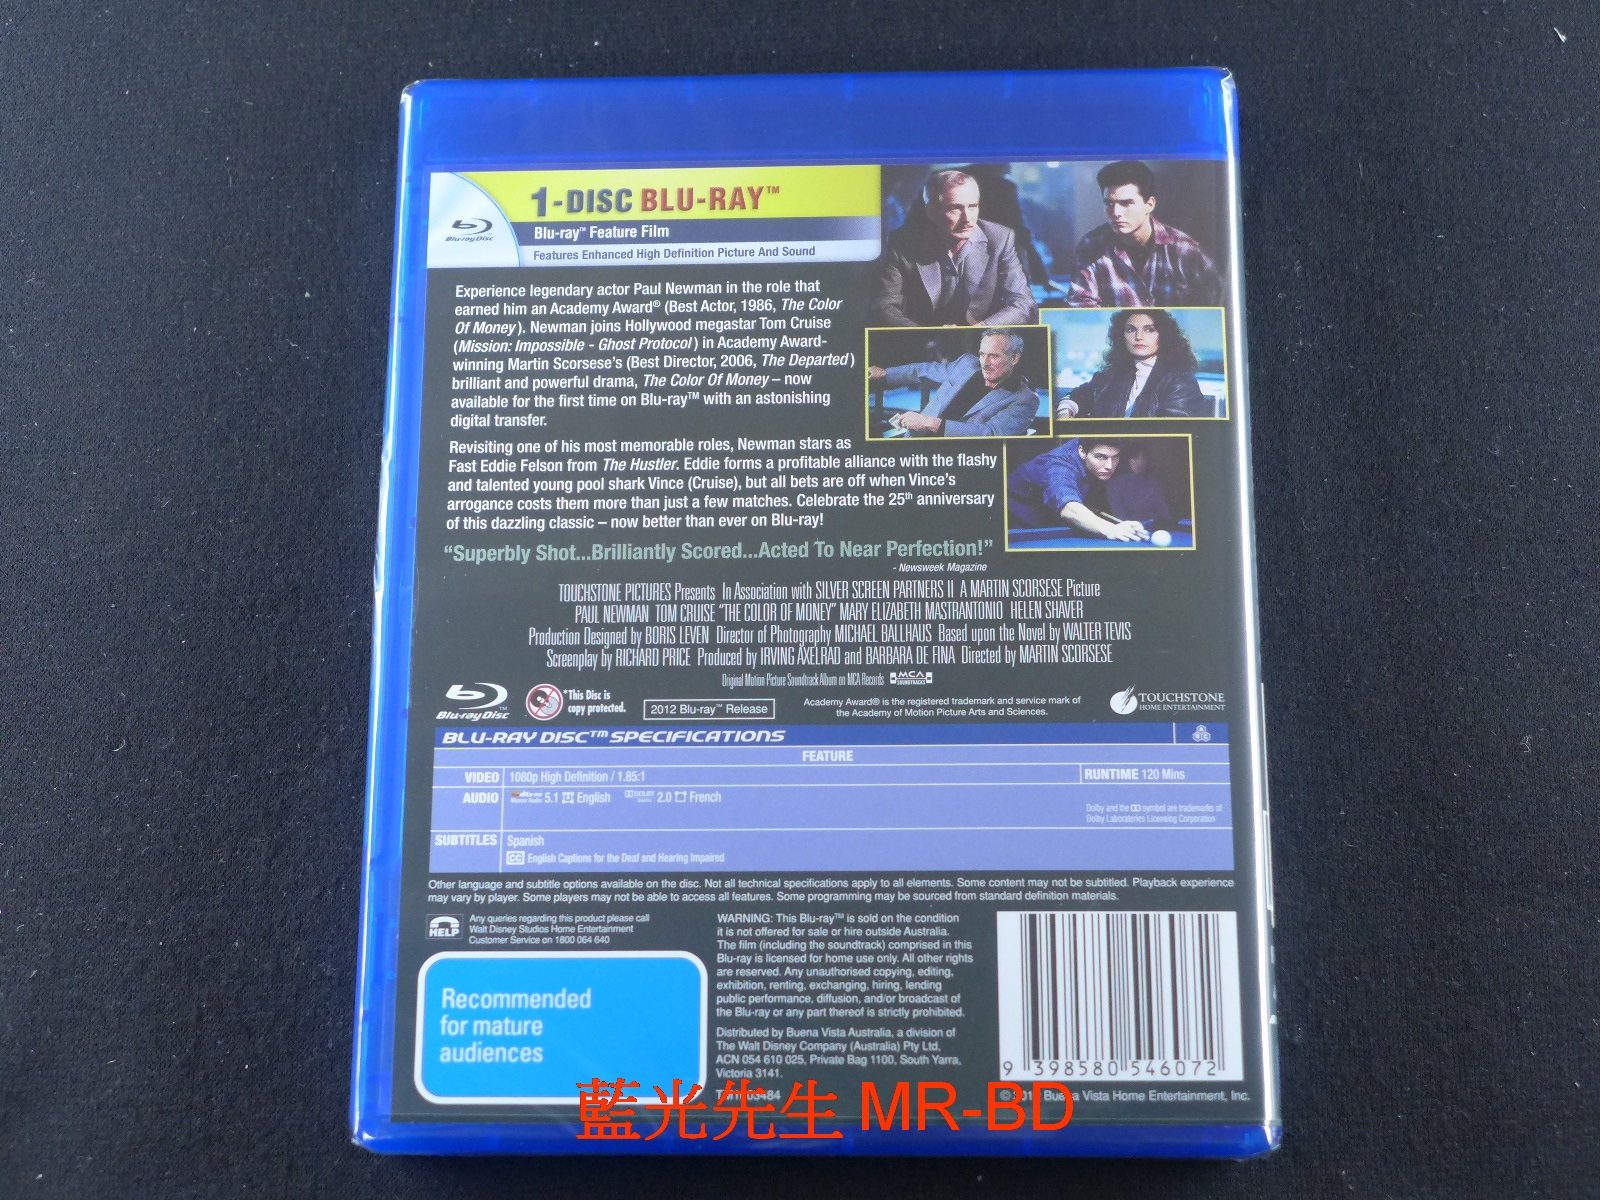 1-DISC BLU-RAY™
Blu-ray Disc
Blu-ray™ Feature Film
Features Enhanced High Definition Picture And Sound
Experience legendary actor Paul Newman in the role that
earned him an Academy Award® (Best Actor, 1986, The Color
Of Money). Newman joins Hollywood megastar Tom Cruise
(Mission: Impossible - Ghost Protocol) in Academy Award-
winning Martin Scorsese's (Best Director, 2006, The Departed)
brilliant and powerful drama, The Color Of Money – now
available for the first time on Blu-ray™ with an astonishing
digital transfer.
Revisiting one of his most memorable roles, Newman stars as
Fast Eddie Felson from The Hustler. Eddie forms a profitable alliance with the flashy
and talented young pool shark Vince (Cruise), but all bets are off when Vince's
arrogance costs them more than just a few matches. Celebrate the 25th anniversary
of this dazzling classic – now better than ever on Blu-ray!
"Superbly Shot...Brilliantly Scored...Acted To Near Perfection!"
- Newsweek Magazine
TOUCHSTONE PICTURES Presents In Association with SILVER SCREEN PARTNERS II A MARTIN SCORSESE Picture
PAUL NEWMAN TOM CRUISE "THE COLOR OF MONEY" MARY ELIZABETH MASTRANTONIO HELEN SHAVER
Production Designed by BORIS LEVEN Director of Photography MICHAEL BALLHAUS Based upon the Novel by WALTER TEVIS
Screenplay by RICHARD PRICE Produced by IRVING AXELRAD and BARBARA DE FINA Directed by MARTIN SCORSESE
Original Motion Picture Soundtrack Album on MCA Records MCA SOUNDTRACKS
Blu-ray Disc™
*This Disc is
copy protected.
2012 Blu-ray™ Release
Academy Award® is the registered trademark and service mark of
the Academy of Motion Picture Arts and Sciences.
TOUCHSTONE
HOME ENTERTAINMENT
BLU-RAY DISC™ SPECIFICATIONS
A B C
FEATURE
VIDEO 1080p High Definition / 1.85:1
RUNTIME 120 Mins
AUDIO dts-HD Master Audio 5.1 English DOLBY DIGITAL 2.0 French
Dolby and the symbol are trademarks of
Dolby Laboratories Licensing Corporation
SUBTITLES Spanish
CC English Captions for the Deaf and Hearing Impaired
Other language and subtitle options available on the disc. Not all technical specifications apply to all elements. Some content may not be subtitled. Playback experience
may vary by player. Some players may not be able to access all features. Some programming may be sourced from standard definition materials.
HELP
Any queries regarding this product please call
Walt Disney Studios Home Entertainment
Customer Service on 1800 064 640
Recommended
for mature
audiences
WARNING: This Blu-ray™ is sold on the condition
it is not offered for sale or hire outside Australia.
The film (including the soundtrack) comprised in this
Blu-ray is licensed for home use only. All other rights
are reserved. Any unauthorised copying, editing,
exhibition, renting, exchanging, hiring, lending
public performance, diffusion, and/or broadcast of
the Blu-ray or any part thereof is strictly prohibited.
Distributed by Buena Vista Australia, a division of
The Walt Disney Company (Australia) Pty Ltd,
ACN 054 610 025, Private Bag 1100, South Yarra,
Victoria 3141.
9 398580 546072
Buena Vista Home Entertainment, Inc.
藍光先生 MR-BD